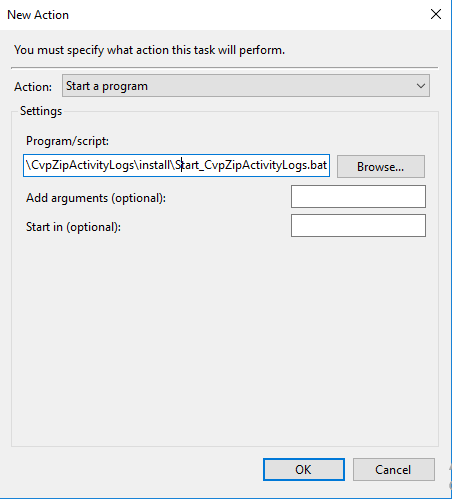 New Action
You must specify what action this task will perform.
Action: Start a program
Settings
Program/script:
\CvpZipActivityLogs\install\Start_CvpZipActivityLogs.bat Browse...
Add arguments (optional):
Start in (optional):
OK Cancel